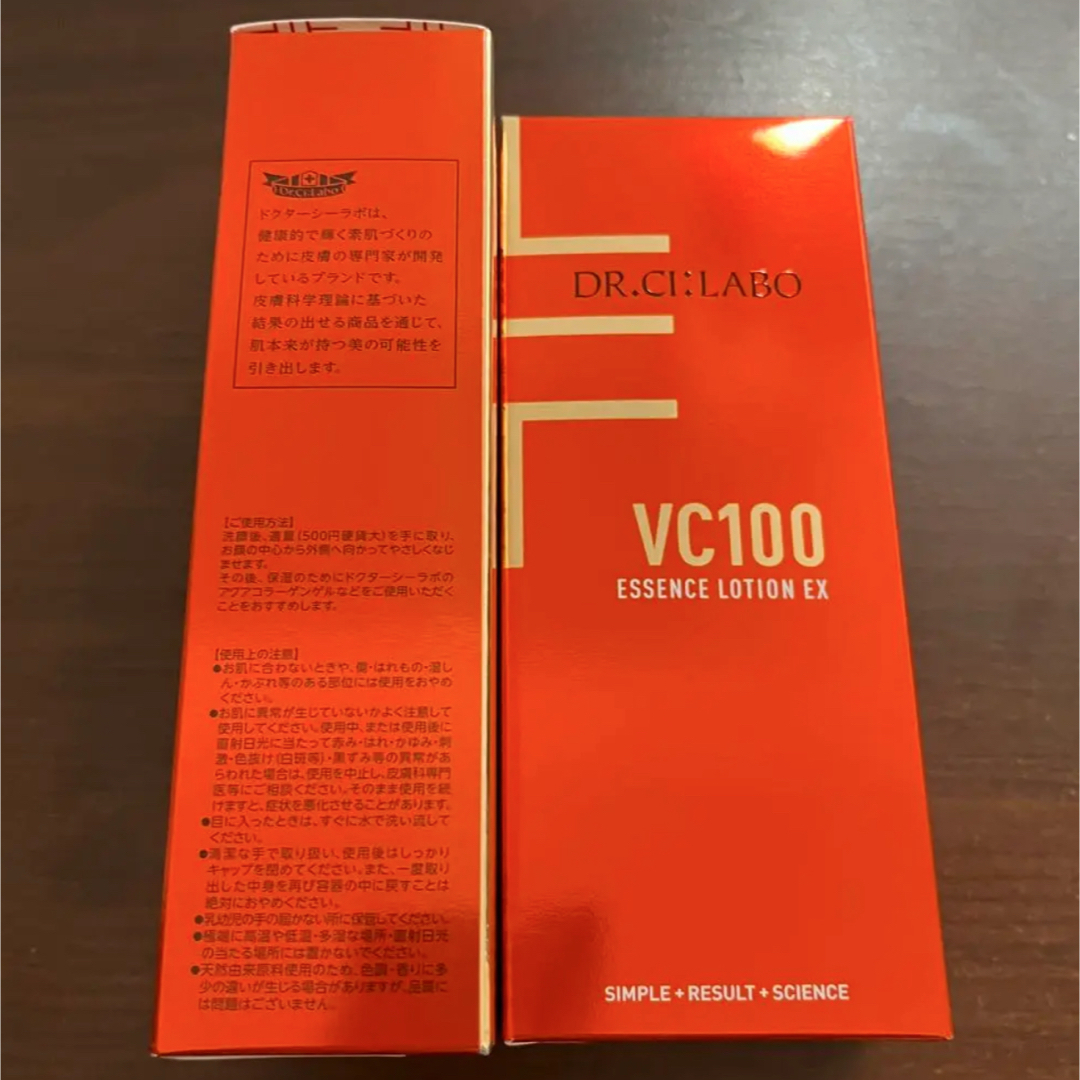 Dr.Ci:Labo
ドクターシーラボは、
健康的で輝く素肌づくりの
ために皮膚の専門家が開発
しているブランドです。
皮膚科学理論に基づいた
結果の出せる商品を通じて、
肌本来が持つ美の可能性を
引き出します。
【ご使用方法】
洗顔後、適量(500円硬貨大)を手に取り、
お顔の中心から外側へ向かってやさしくなじ
ませます。
その後、保湿のためにドクターシーラボの
アクアコラーゲンゲルなどをご使用いただく
ことをおすすめします。
【使用上の注意】
●お肌に合わないときや、傷・はれもの・湿し
ん・かぶれ等のある部位には使用をおやめ
ください。
●お肌に異常が生じていないかよく注意して
使用してください。使用中、または使用後に
直射日光に当たって赤み・はれ・かゆみ・刺
激・色抜け(白斑等)・黒ずみ等の異常があ
らわれた場合は、使用を中止し、皮膚科専門
医等にご相談ください。そのまま使用を続
けますと、症状を悪化させることがあります。
●目に入ったときは、すぐに水で洗い流して
ください。
●清潔な手で取り扱い、使用後はしっかり
キャップを閉めてください。また、一度取り
出した中身を再び容器の中に戻すことは
絶対におやめください。
●乳幼児の手の届かない所に保管してください。
●極端に高温や低温・多湿な場所・直射日光
の当たる場所には置かないでください。
●天然由来原料使用のため、色調・香りに多
少の違いが生じる場合がありますが、品質に
は問題はございません。
DR.CI:LABO
VC100
ESSENCE LOTION EX
SIMPLE+RESULT+SCIENCE